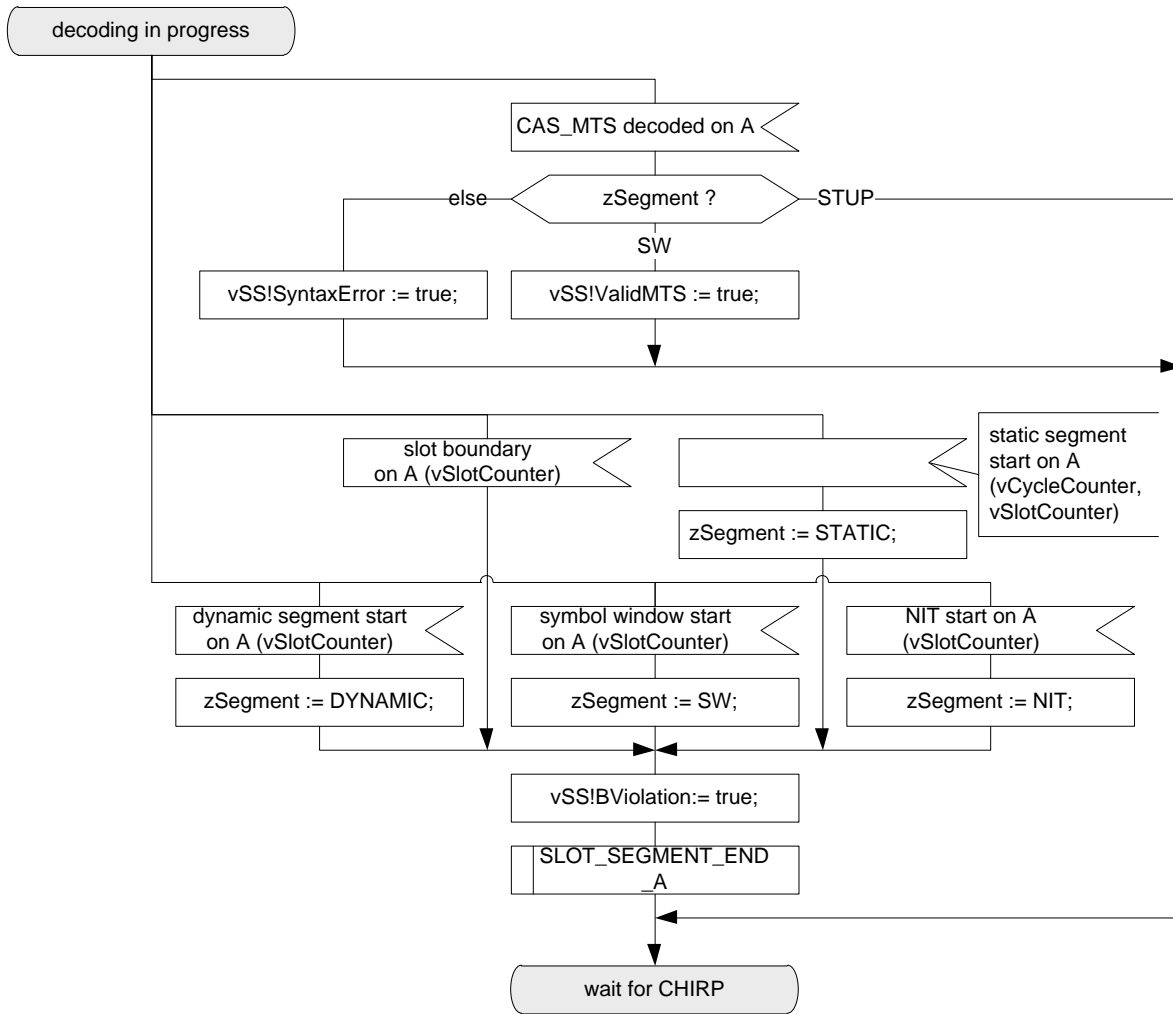 decoding in progress
CAS_MTS decoded on A
else
zSegment ?
STUP
SW
vSS!SyntaxError := true;
vSS!ValidMTS := true;
slot boundary
on A (vSlotCounter)
static segment
start on A
(vCycleCounter,
vSlotCounter)
zSegment := STATIC;
dynamic segment start
on A (vSlotCounter)
symbol window start
on A (vSlotCounter)
NIT start on A
(vSlotCounter)
zSegment := DYNAMIC;
zSegment := SW;
zSegment := NIT;
vSS!BViolation:= true;
SLOT_SEGMENT_END
_A
wait for CHIRP